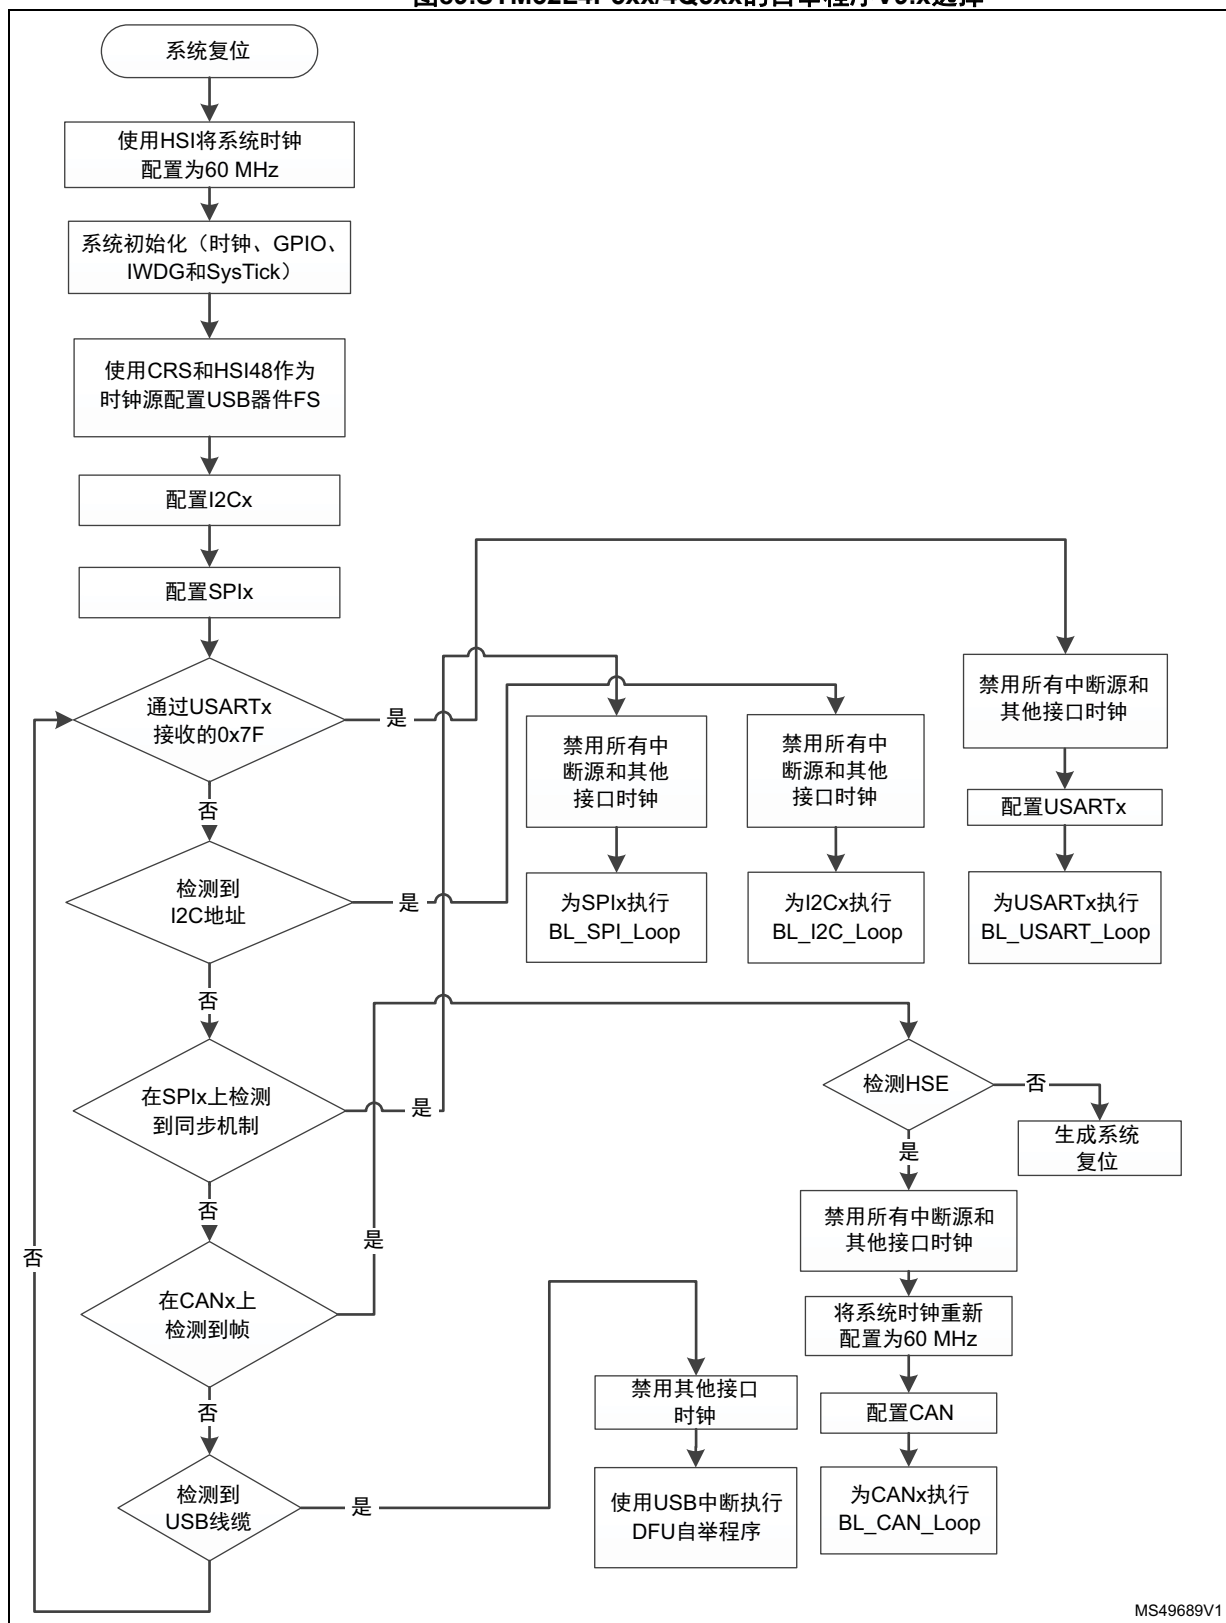 系统复位
使用HSI将系统时钟
配置为60 MHz
系统初始化（时钟、GPIO、
IWDG和SysTick）
使用CRS和HSI48作为
时钟源配置USB器件FS
配置I2Cx
配置SPIx
通过USARTx
接收的0x7F
是
否
禁用所有中
断源和其他
接口时钟
禁用所有中
断源和其他
接口时钟
禁用所有中断源和
其他接口时钟
配置USARTx
检测到
I2C地址
是
否
为SPIx执行
BL_SPI_Loop
为I2Cx执行
BL_I2C_Loop
为USARTx执行
BL_USART_Loop
在SPIx上检测
到同步机制
是
否
检测HSE
否
生成系统
复位
是
禁用所有中断源和
其他接口时钟
将系统时钟重新
配置为60 MHz
配置CAN
为CANx执行
BL_CAN_Loop
在CANx上
检测到帧
是
否
否
禁用其他接口
时钟
使用USB中断执行
DFU自举程序
检测到
USB线缆
是
MS49689V1